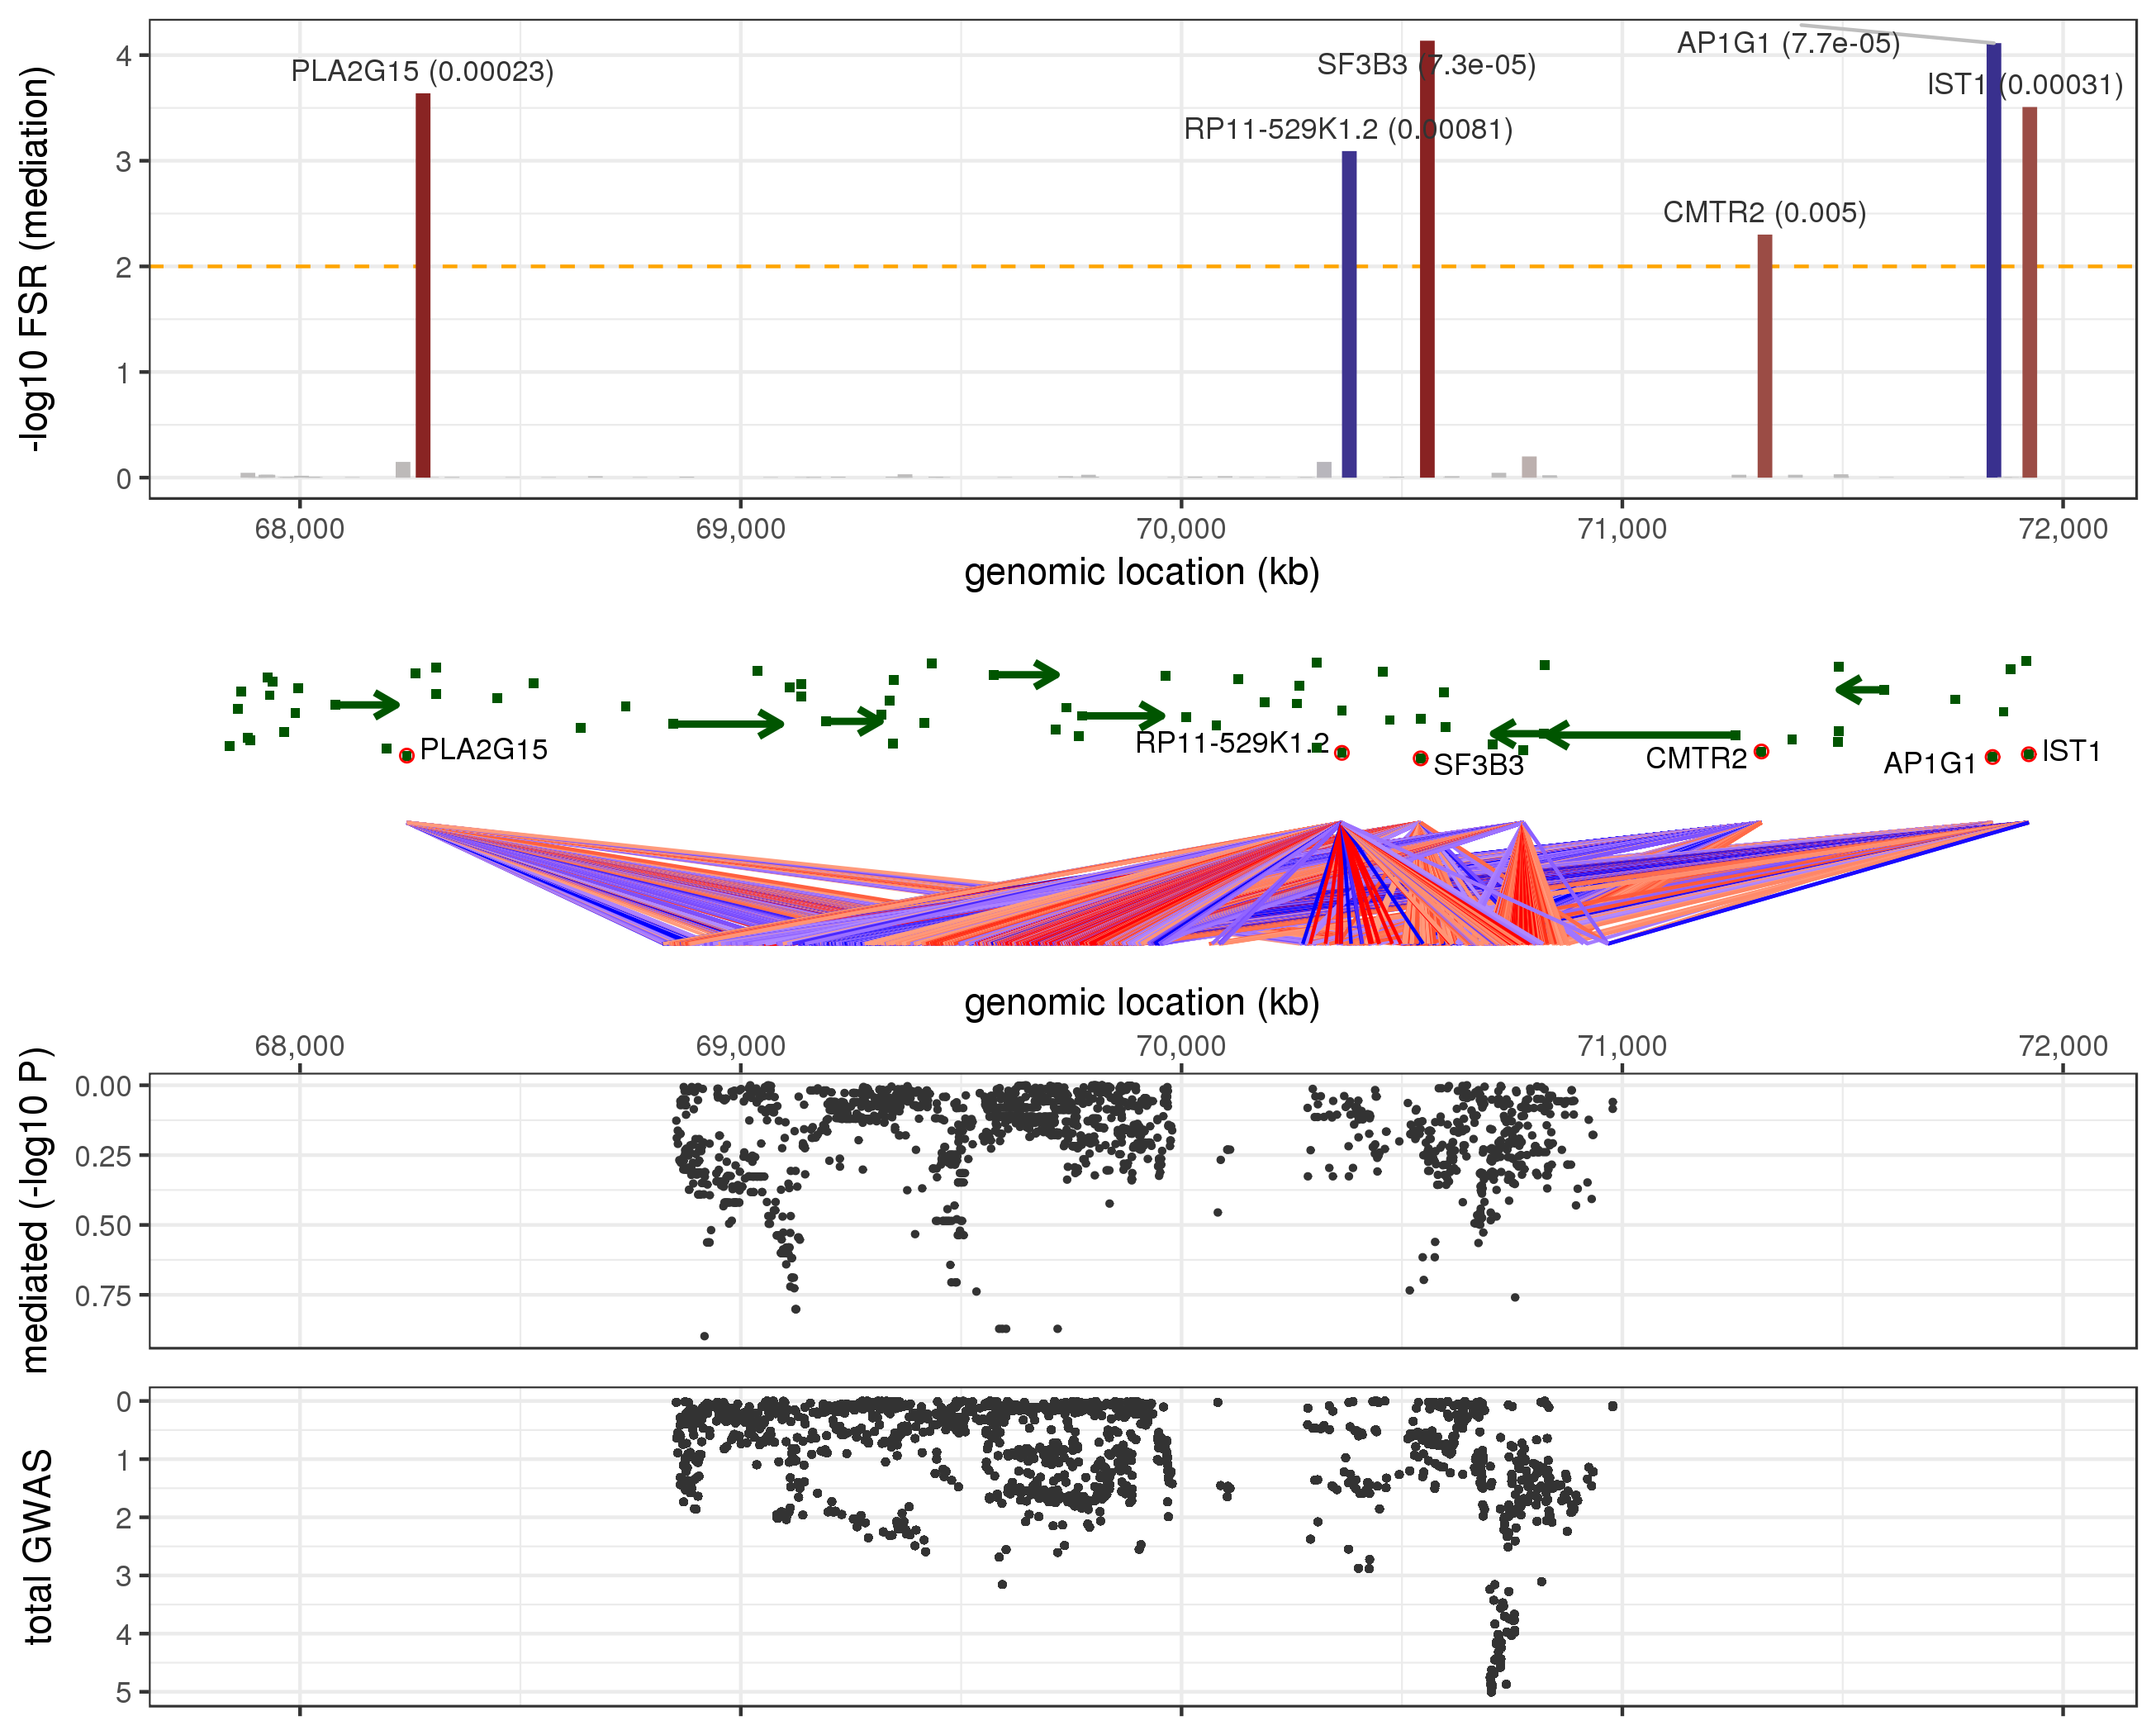 -log10 FSR (mediation)
4
3
2
1
0
PLA2G15 (0.00023)
SF3B3 (7.3e-05)
AP1G1 (7.7e-05)
IST1 (0.00031)
RP11-529K1.2 (0.00081)
CMTR2 (0.005)
68,000
69,000
70,000
71,000
72,000
genomic location (kb)
PLA2G15
RP11-529K1.2
SF3B3
CMTR2
AP1G1
IST1
genomic location (kb)
68,000
69,000
70,000
71,000
72,000
mediated (-log10 P)
0.00
0.25
0.50
0.75
total GWAS
0
1
2
3
4
5